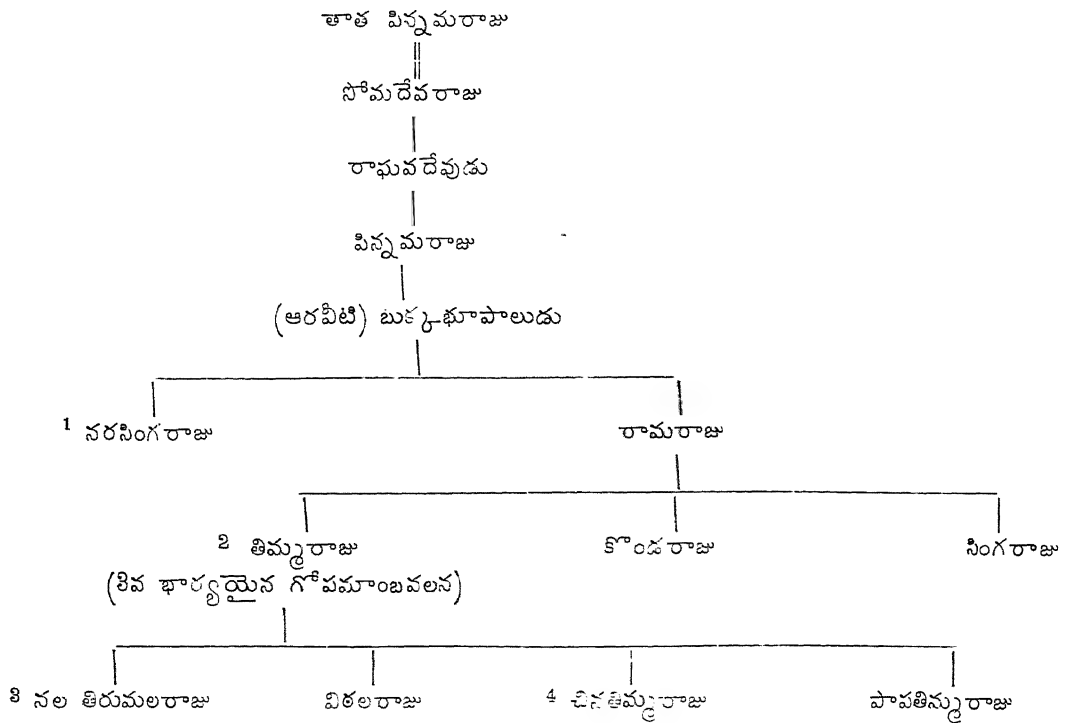 తాత పిన్నమరాజు
సోమదేవరాజు
రాఘవదేవుడు
పిన్నమరాజు
(ఆరవీటి) బుక్కభూపాలుడు
1 నరసింగరాజు రామరాజు
2 తిమ్మరాజు కొండరాజు సింగరాజు
(కివ భార్యయైన గోపమాంబవలన)
3 నల తిరుమలరాజు విఠలరాజు 4 చినతిమ్మరాజు పాపతిమ్మరాజు